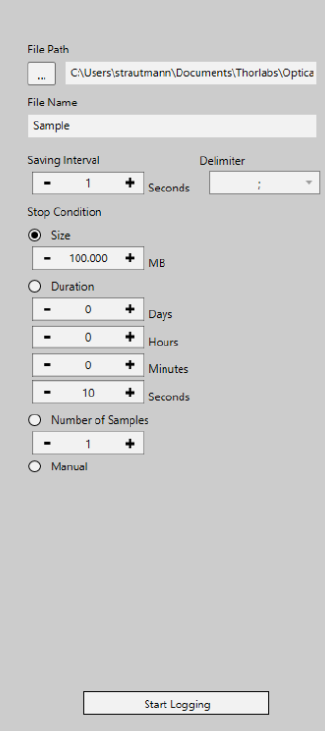 File Path
... C:\Users\strautmann\Documents\Thorlabs\Optica
File Name
Sample
Saving Interval Delimiter
- 1 + Seconds ;
Stop Condition
Size
- 100.000 + MB
Duration
- 0 + Days
- 0 + Hours
- 0 + Minutes
- 10 + Seconds
Number of Samples
- 1 +
Manual
Start Logging